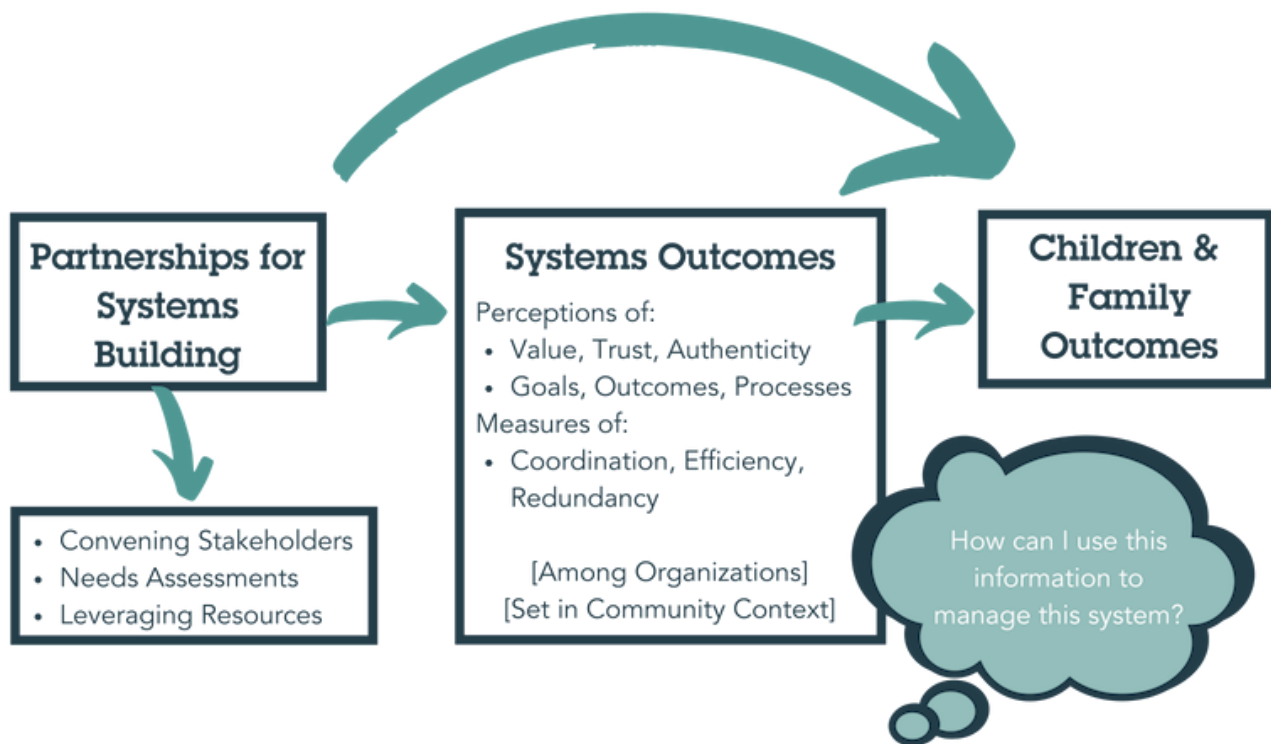 Partnerships for
Systems
Building
• Convening Stakeholders
• Needs Assessments
• Leveraging Resources
Systems Outcomes
Perceptions of:
• Value, Trust, Authenticity
• Goals, Outcomes, Processes
Measures of:
• Coordination, Efficiency,
Redundancy
[Among Organizations]
[Set in Community Context]
Children &
Family
Outcomes
How can I use this
information to
manage this system?